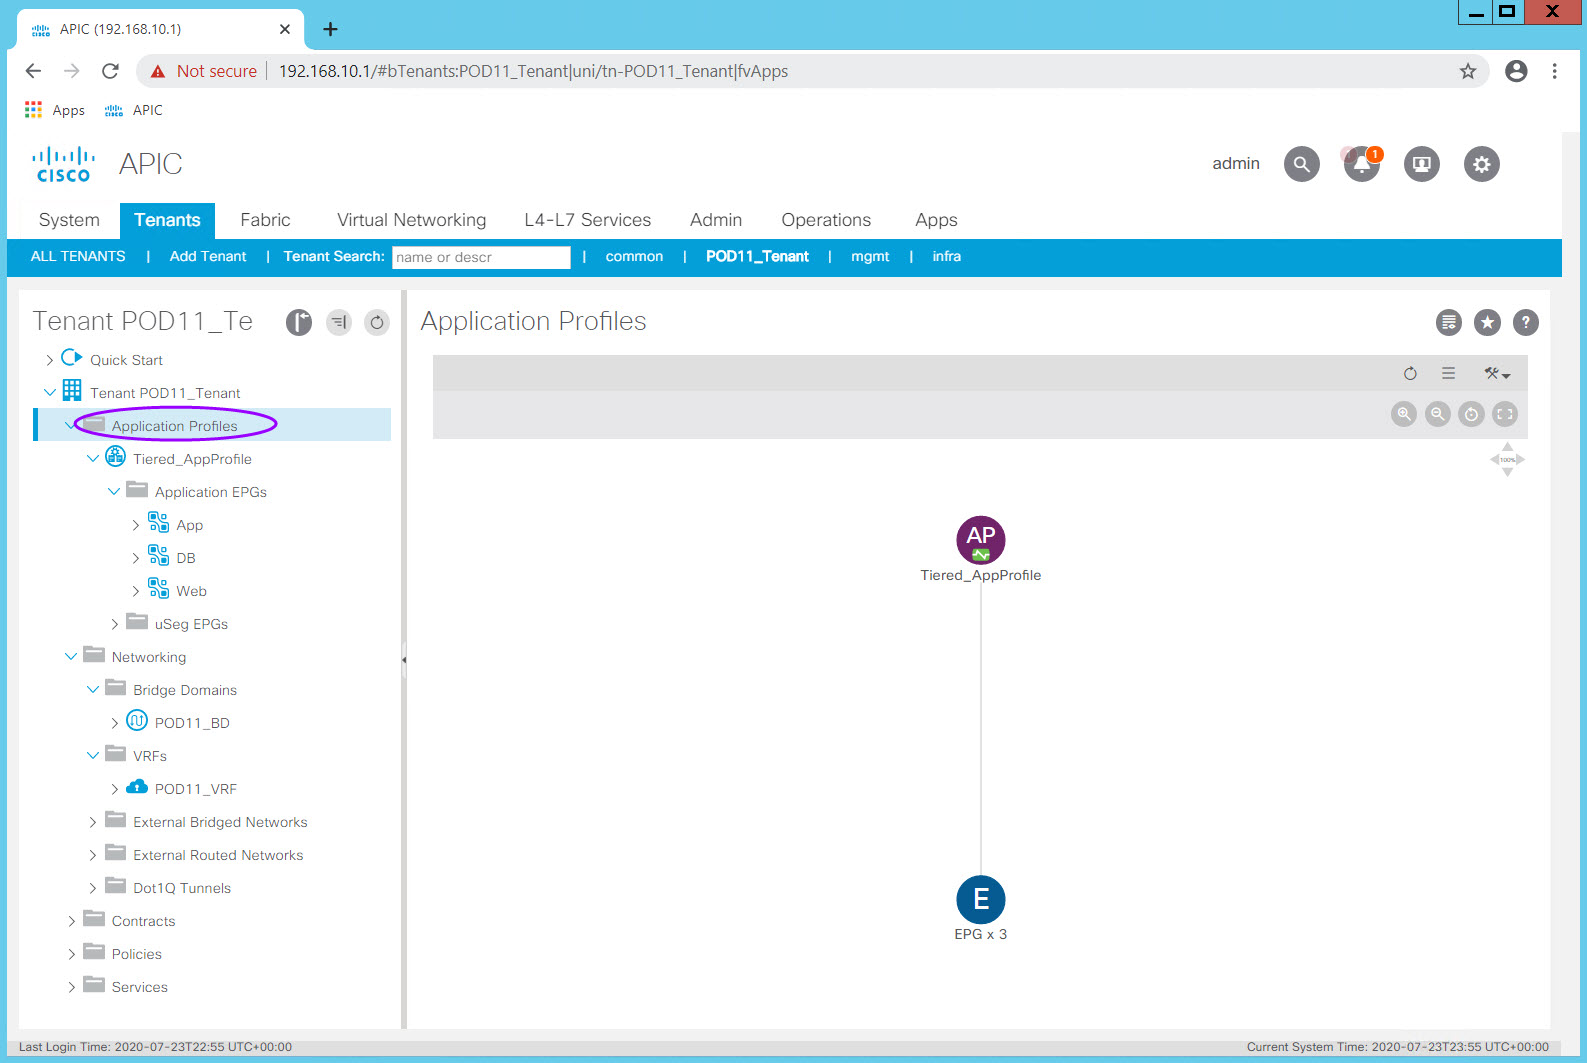 APIC (192.168.10.1)
Not secure 192.168.10.1/#bTenants:POD11_Tenant|uni/tn-POD11_Tenant|fvApps
Apps APIC
CISCO APIC admin 1
System Tenants Fabric Virtual Networking L4-L7 Services Admin Operations Apps
ALL TENANTS | Add Tenant | Tenant Search: name or descr | common | POD11_Tenant | mgmt | infra
Tenant POD11_Te
Quick Start
Tenant POD11_Tenant
Application Profiles
Tiered_AppProfile
Application EPGs
App
DB
Web
uSeg EPGs
Networking
Bridge Domains
POD11_BD
VRFs
POD11_VRF
External Bridged Networks
External Routed Networks
Dot1Q Tunnels
Contracts
Policies
Services
Application Profiles
?
100%
AP
Tiered_AppProfile
E
EPG x 3
Last Login Time: 2020-07-23T22:55 UTC+00:00
Current System Time: 2020-07-23T23:55 UTC+00:00